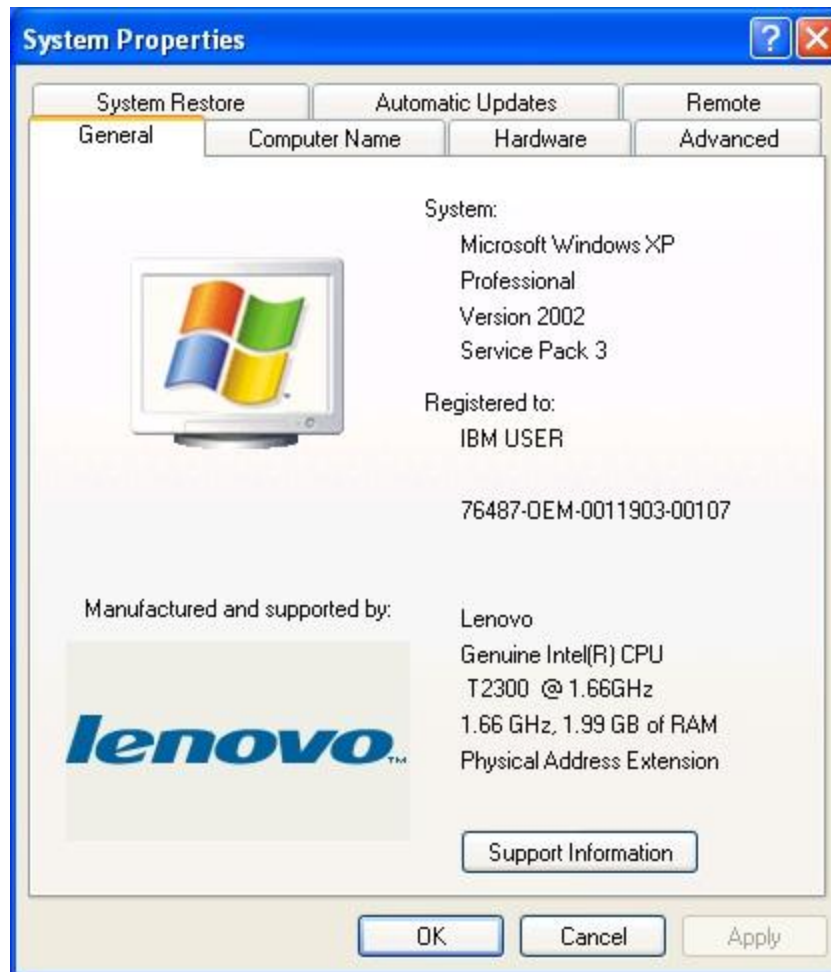 System Properties
System Restore
Automatic Updates
Remote
General
Computer Name
Hardware
Advanced
System:
Microsoft Windows XP
Professional
Version 2002
Service Pack 3
Registered to:
IBM USER
76487-OEM-0011903-00107
Manufactured and supported by:
lenovo™
Lenovo
Genuine Intel(R) CPU
T2300 @ 1.66GHz
1.66 GHz, 1.99 GB of RAM
Physical Address Extension
Support Information
OK
Cancel
Apply